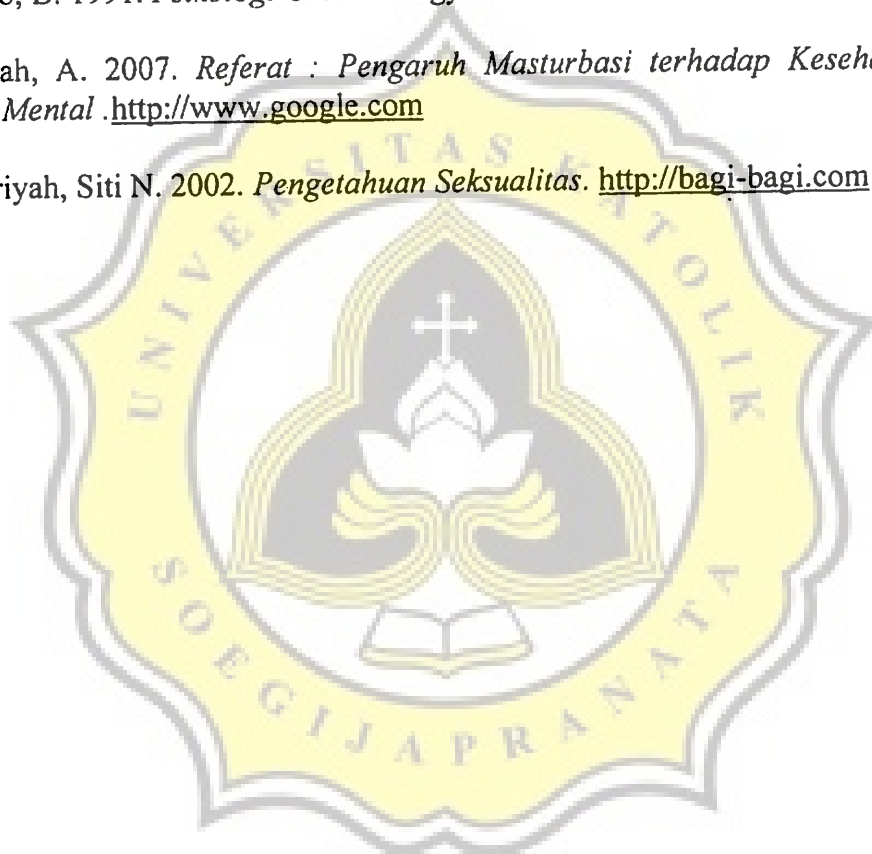 ah, A. 2007. Referat : Pengaruh Masturbasi terhadap Keseha
Mental .http://www.google.com
riyah, Siti N. 2002. Pengetahuan Seksualitas. http://bagi-bagi.com
UNIVERSITAS KATOLIK
SOEGIJAPRANATA